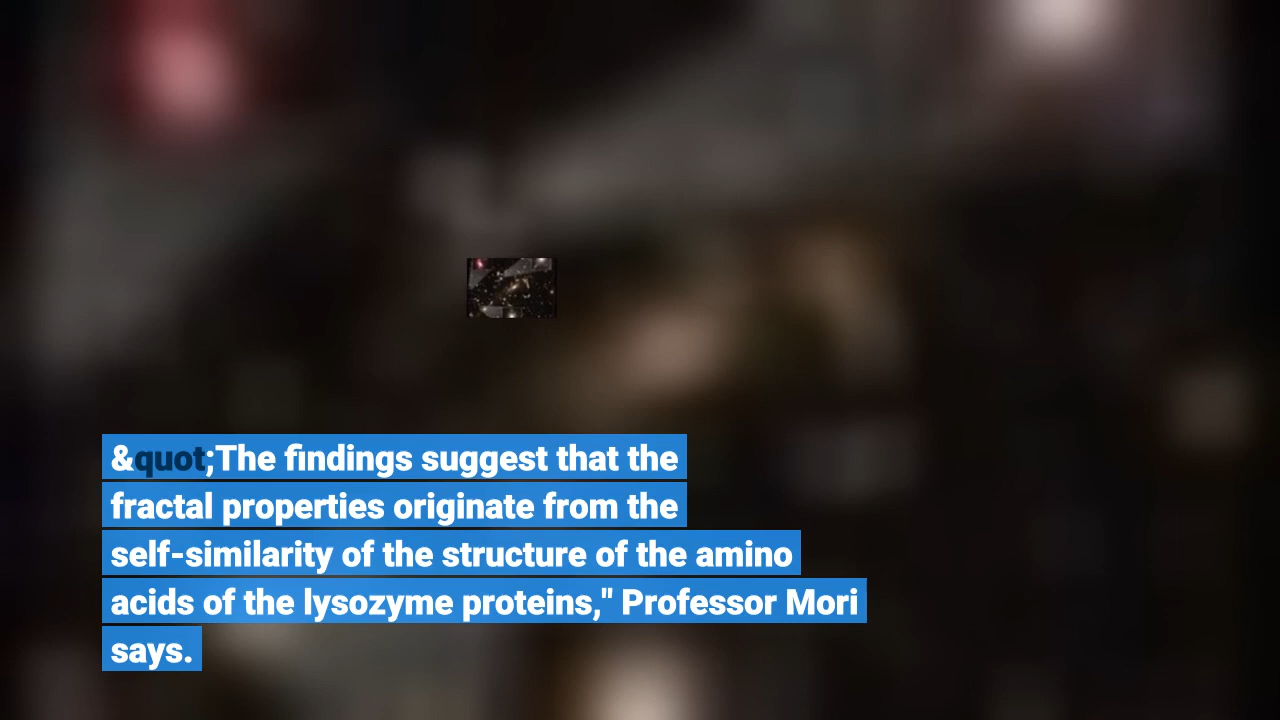 &quot;The findings suggest that the
fractal properties originate from the
self-similarity of the structure of the amino
acids of the lysozyme proteins," Professor Mori
says.